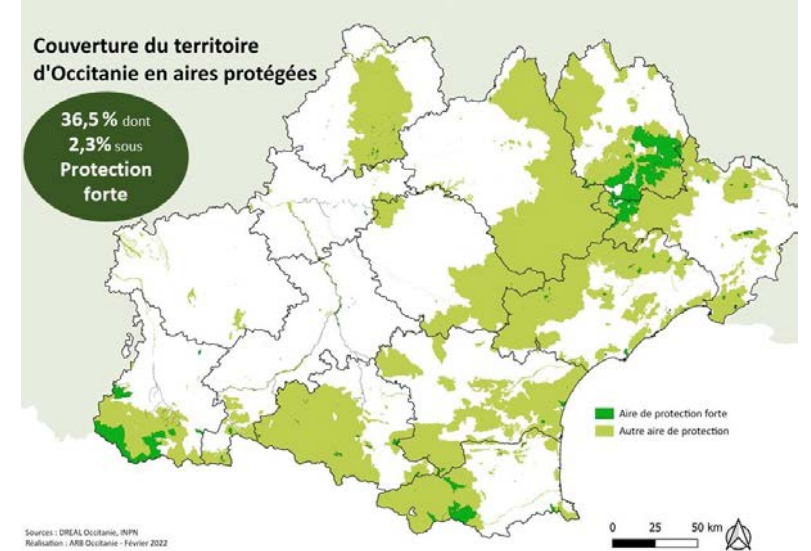 Couverture du territoire
d'Occitanie en aires protégées
36,5 % dont
2,3% sous
Protection
forte
Aire de protection forte
Autre aire de protection
0 25 50 km
Sources : DREAL Occitanie, INPN
Réalisation : ARB Occitanie - Février 2022